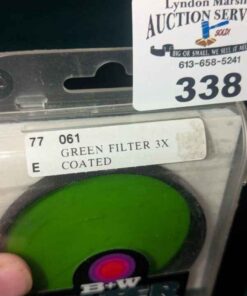 Lyndon Marsh
AUCTION SERV
SOLD!
BIG OR SMALL, WE SELL IT
613-658-5241
338
77 061
GREEN FILTER 3X
E COATED
B+W